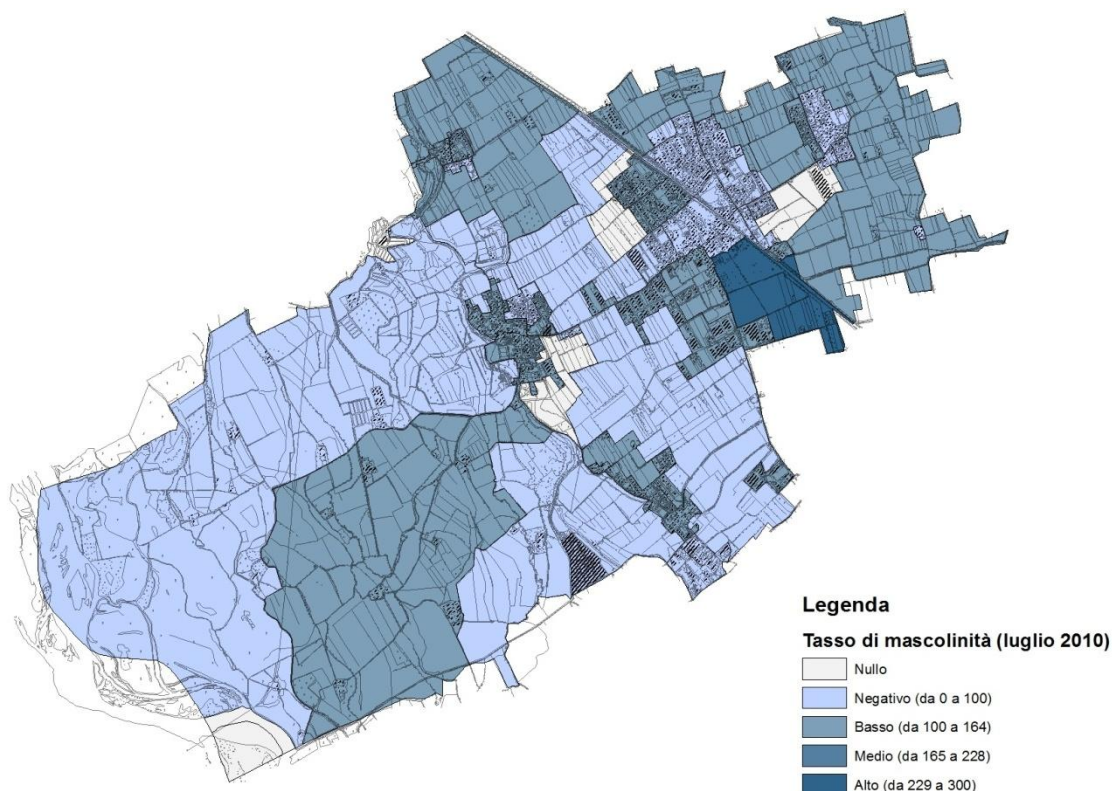 Legenda
Tasso di mascolinità (luglio 2010)
Nullo
Negativo (da 0 a 100)
Basso (da 100 a 164)
Medio (da 165 a 228)
Alto (da 229 a 300)